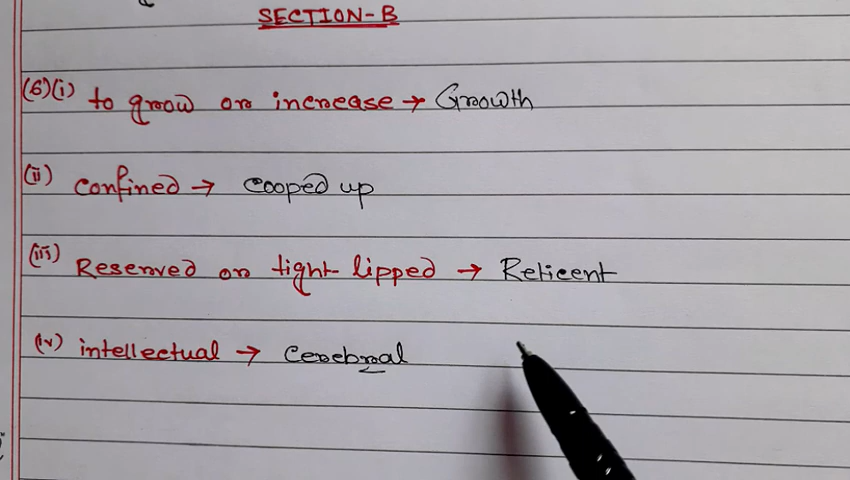 SECTION-B
(6)(i) to grow or increase → Growth
(ii) confined → cooped up
(iii) Reserved or tight-lipped → Reticent
(iv) intellectual → cerebral